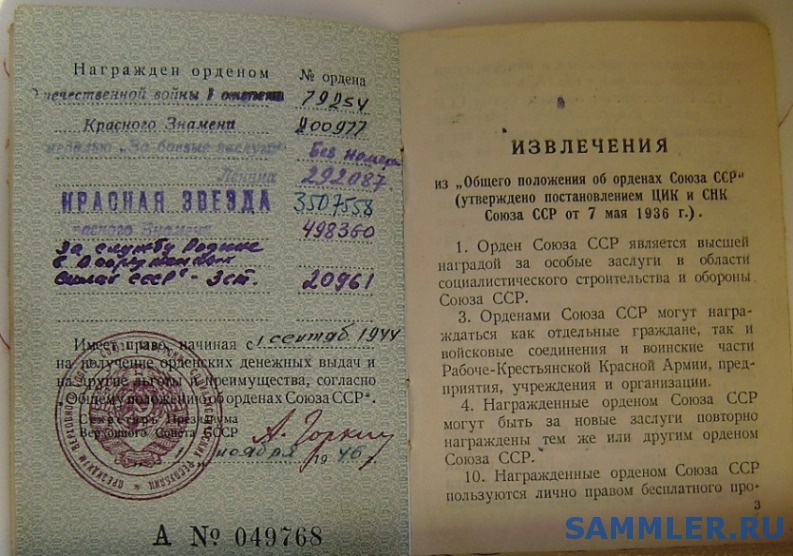 Награжден орденом № ордена
Отечественной войны I степени 79254
Красного Знамени 200977
медалью „За боевые заслуги" Без номера
Ленина 292087
КРАСНАЯ ЗВЕЗДА 3507558
Красного Знамени 498360
За службу Родине
в Вооруженных
Силах СССР" - 3 ст. 20961
Имеет право, начиная с 1 сентяб 1944
на получение орденских денежных выдач и
на другие льготы и преимущества, согласно
„Общему положению об орденах Союза ССР".
Секретарь Президиума
Верховного Совета СССР А. Горкин
ноября 1946 г.
А № 049768
ИЗВЛЕЧЕНИЯ
из „Общего положения об орденах Союза ССР"
(утверждено постановлением ЦИК и СНК
Союза ССР от 7 мая 1936 г.).
1. Орден Союза ССР является высшей
наградой за особые заслуги в области
социалистического строительства и обороны
Союза ССР.
3. Орденами Союза ССР могут награ-
ждаться как отдельные граждане, так и
войсковые соединения и воинские части
Рабоче-Крестьянской Красной Армии, пред-
приятия, учреждения и организации.
4. Награжденные орденом Союза ССР
могут быть за новые заслуги повторно
награждены тем же или другим орденом
Союза ССР.
10. Награжденные орденом Союза ССР
пользуются лично правом бесплатного про-
3
SAMMLER.RU